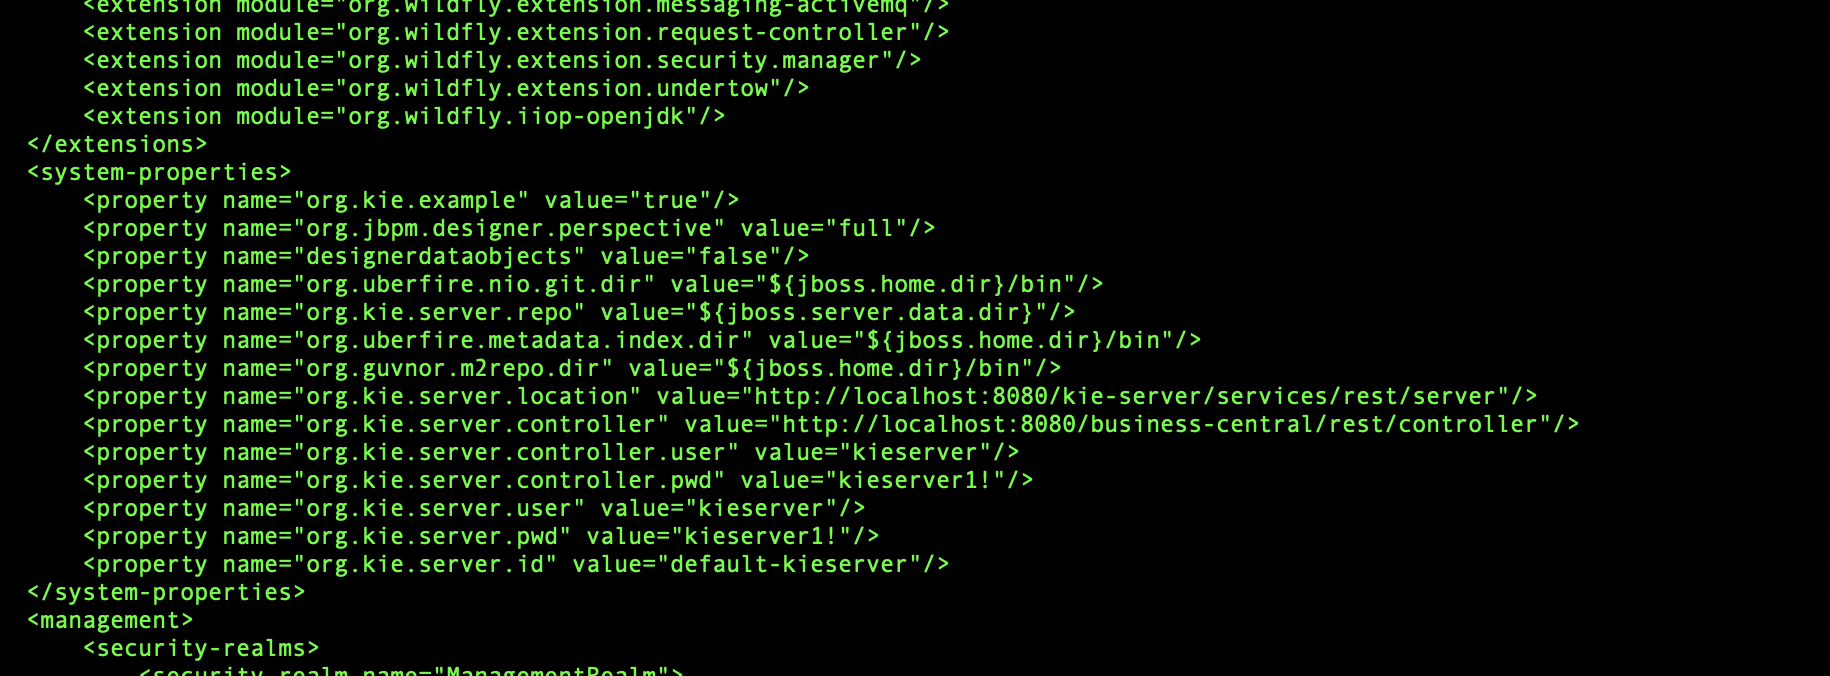 <extension module="org.wildfly.extension.messaging-activemq"/>
<extension module="org.wildfly.extension.request-controller"/>
<extension module="org.wildfly.extension.security.manager"/>
<extension module="org.wildfly.extension.undertow"/>
<extension module="org.wildfly.iiop-openjdk"/>
</extensions>
<system-properties>
<property name="org.kie.example" value="true"/>
<property name="org.jbpm.designer.perspective" value="full"/>
<property name="designerdataobjects" value="false"/>
<property name="org.uberfire.nio.git.dir" value="${jboss.home.dir}/bin"/>
<property name="org.kie.server.repo" value="${jboss.server.data.dir}"/>
<property name="org.uberfire.metadata.index.dir" value="${jboss.home.dir}/bin"/>
<property name="org.guvnor.m2repo.dir" value="${jboss.home.dir}/bin"/>
<property name="org.kie.server.location" value="http://localhost:8080/kie-server/services/rest/server"/>
<property name="org.kie.server.controller" value="http://localhost:8080/business-central/rest/controller"/>
<property name="org.kie.server.controller.user" value="kieserver"/>
<property name="org.kie.server.controller.pwd" value="kieserver1!"/>
<property name="org.kie.server.user" value="kieserver"/>
<property name="org.kie.server.pwd" value="kieserver1!"/>
<property name="org.kie.server.id" value="default-kieserver"/>
</system-properties>
<management>
<security-realms>
<security-realm name="ManagementRealm">